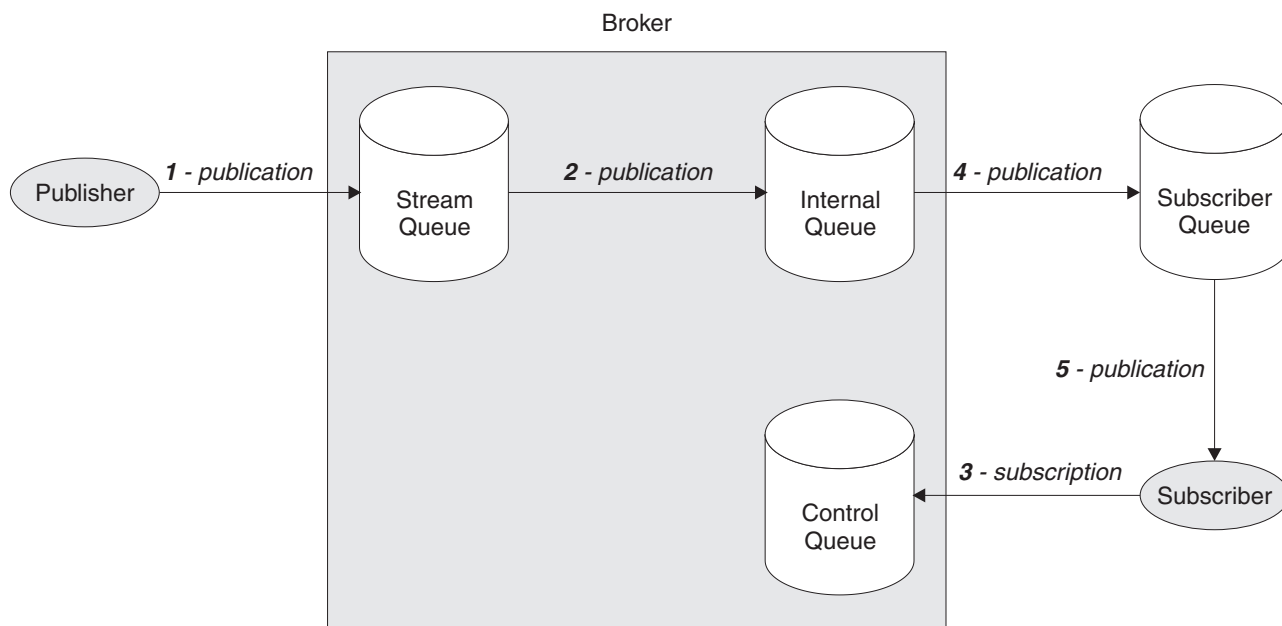 Broker
Publisher
1 - publication
Stream
Queue
2 - publication
Internal
Queue
4 - publication
Subscriber
Queue
5 - publication
Control
Queue
3 - subscription
Subscriber